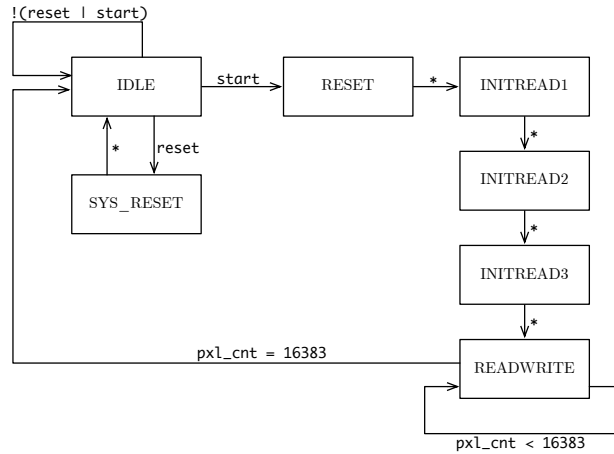 !(reset | start)
IDLE
start
RESET
*
INITREAD1
*
reset
*
SYS_RESET
INITREAD2
*
INITREAD3
*
pxl_cnt = 16383
READWRITE
pxl_cnt < 16383